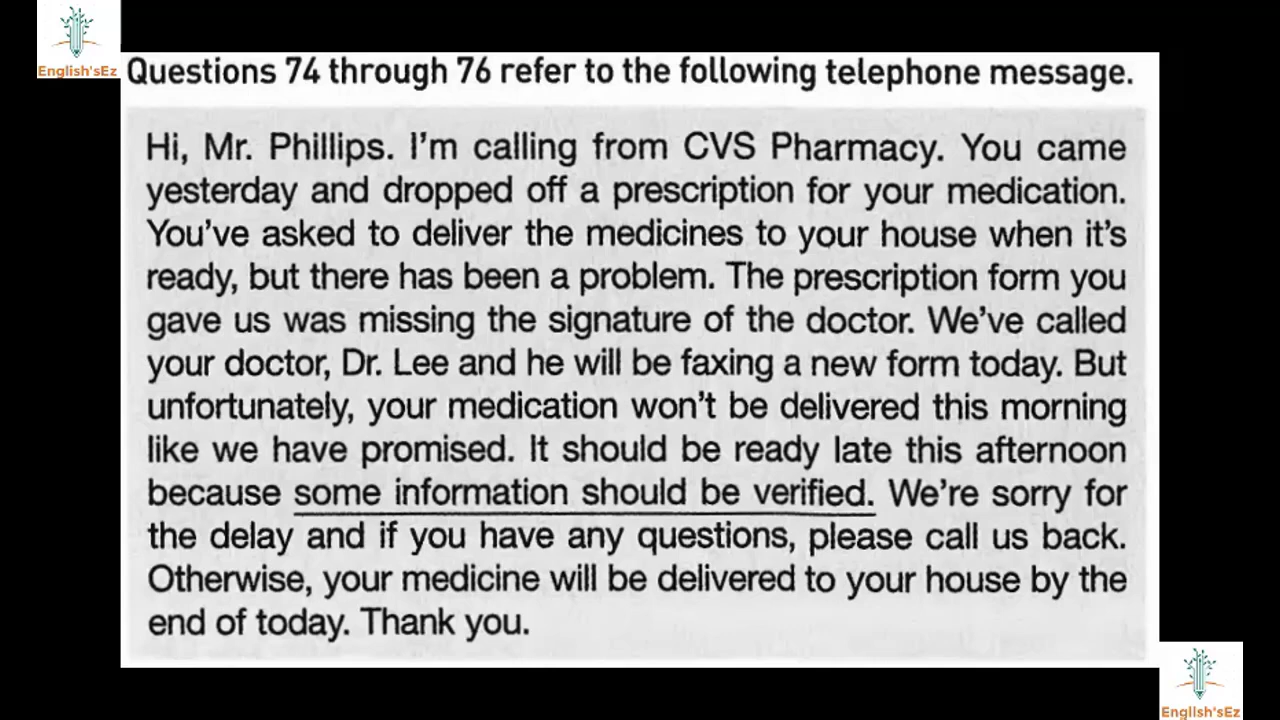 English'sEz
Questions 74 through 76 refer to the following telephone message.
Hi, Mr. Phillips. I'm calling from CVS Pharmacy. You came
yesterday and dropped off a prescription for your medication.
You've asked to deliver the medicines to your house when it's
ready, but there has been a problem. The prescription form you
gave us was missing the signature of the doctor. We've called
your doctor, Dr. Lee and he will be faxing a new form today. But
unfortunately, your medication won't be delivered this morning
like we have promised. It should be ready late this afternoon
because some information should be verified. We're sorry for
the delay and if you have any questions, please call us back.
Otherwise, your medicine will be delivered to your house by the
end of today. Thank you.
English'sEz